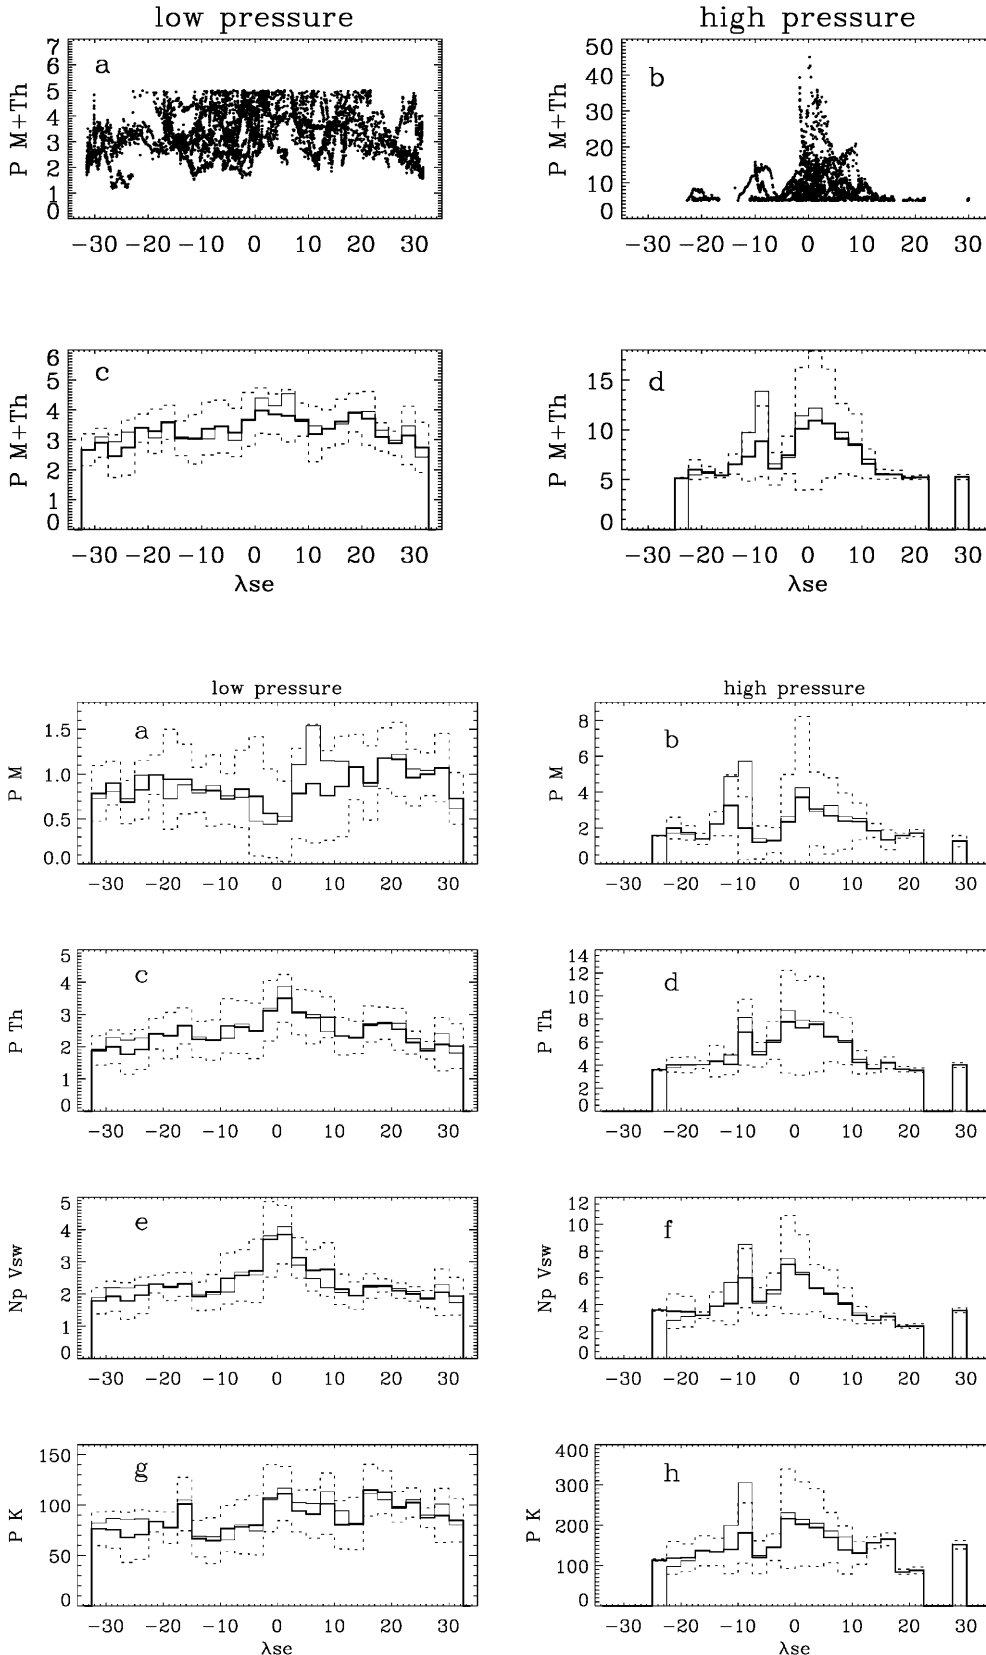 low pressure
high pressure
7
6
5
4
3
2
1
0
P M+Th
a
−30 −20 −10 0 10 20 30
50
40
30
20
10
0
P M+Th
b
−30 −20 −10 0 10 20 30
6
5
4
3
2
1
0
P M+Th
c
−30 −20 −10 0 10 20 30
λse
15
10
5
0
P M+Th
d
−30 −20 −10 0 10 20 30
λse
low pressure
high pressure
1.5
1.0
0.5
0.0
P M
a
−30 −20 −10 0 10 20 30
8
6
4
2
0
P M
b
−30 −20 −10 0 10 20 30
5
4
3
2
1
0
P Th
c
−30 −20 −10 0 10 20 30
14
12
10
8
6
4
2
0
P Th
d
−30 −20 −10 0 10 20 30
5
4
3
2
1
0
Np Vsw
e
−30 −20 −10 0 10 20 30
12
10
8
6
4
2
0
Np Vsw
f
−30 −20 −10 0 10 20 30
150
100
50
0
P K
g
−30 −20 −10 0 10 20 30
λse
400
300
200
100
0
P K
h
−30 −20 −10 0 10 20 30
λse